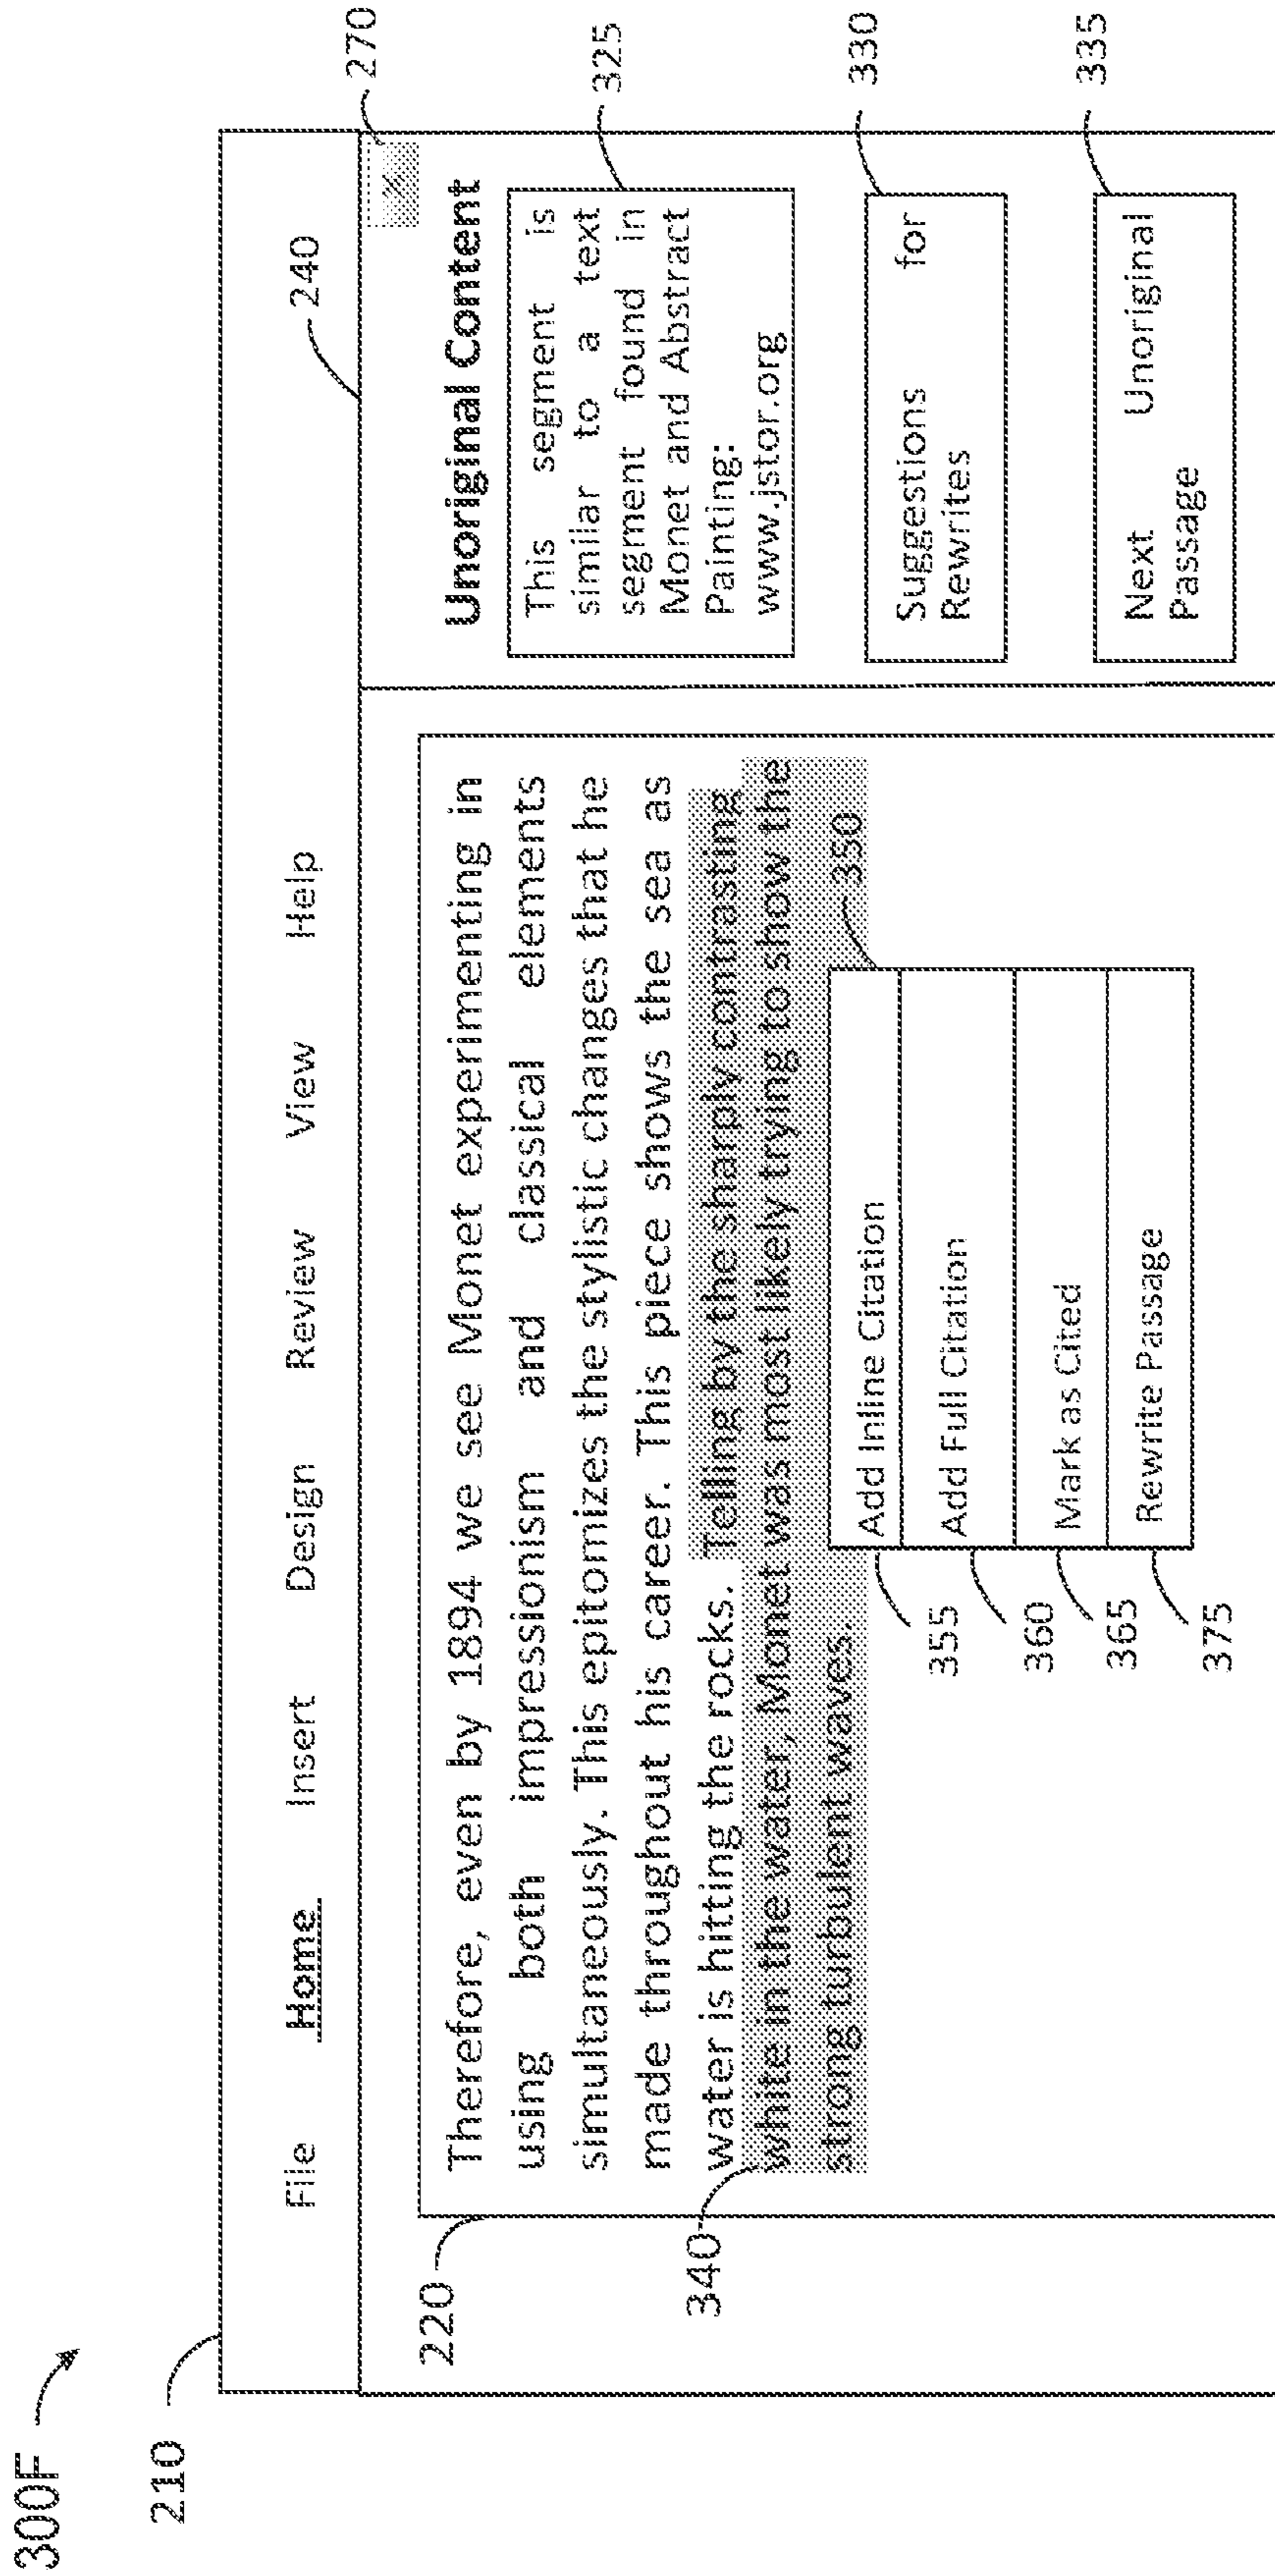 300F
210
File Home Insert Design Review View Help
240
270
220
Therefore, even by 1894 we see Monet experimenting in
using both impressionism and classical elements
simultaneously. This epitomizes the stylistic changes that he
made throughout his career. This piece shows the sea as
water is hitting the rocks. Telling by the sharply contrasting
white in the water, Monet was most likely trying to show the
strong turbulent waves.
340
350
Add Inline Citation
Add Full Citation
Mark as Cited
Rewrite Passage
355
360
365
375
Unoriginal Content
This segment is
similar to a text
segment found in
Monet and Abstract
Painting:
www.jstor.org
325
Suggestions for
Rewrites
330
Next Unoriginal
Passage
335